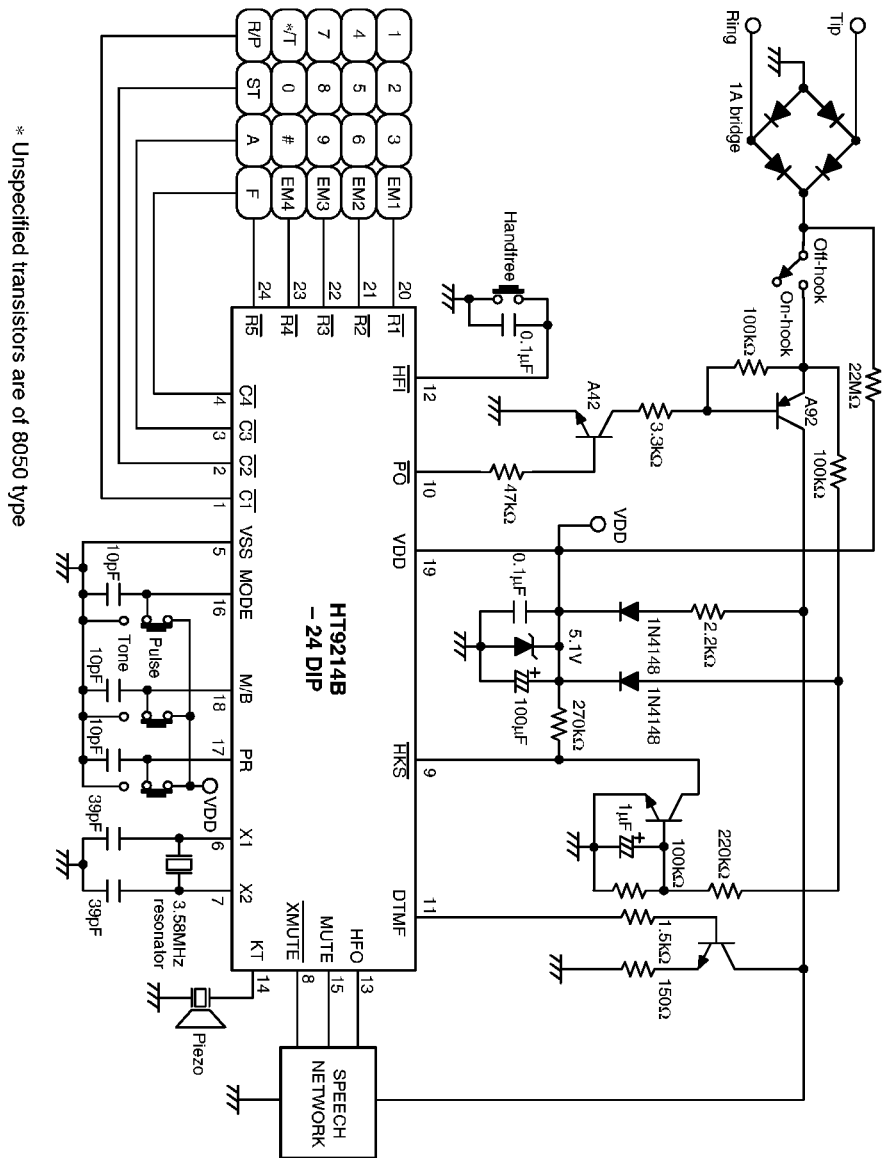 Tip
Ring
1A bridge
Off-hook
On-hook
22MΩ
100kΩ
A92
100kΩ
3.3kΩ
A42
47kΩ
Handfree
0.1μF
VDD
0.1μF
5.1V
100μF
+
1N4148
2.2kΩ
1N4148
270kΩ
1μF
+
100kΩ
220kΩ
1.5kΩ
150Ω
1 2 3 EM1
4 5 6 EM2
7 8 9 EM3
*/T 0 # EM4
R/P ST A F
20 R1
21 R2
22 R3
23 R4
24 R5
HFI 12
PO 10
VDD 19
HKS 9
DTMF 11
HT9214B
– 24 DIP
C4 4
C3 3
C2 2
C1 1
VSS 5
MODE 16
M/B 18
PR 17
X1 6
X2 7
KT 14
XMUTE 8
MUTE 15
HFO 13
10pF
Tone
Pulse
10pF
10pF
VDD
39pF
39pF
3.58MHz
resonator
Piezo
SPEECH
NETWORK
* Unspecified transistors are of 8050 type